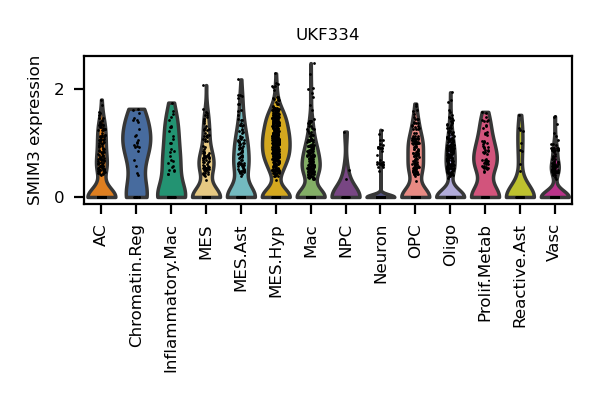 UKF334
SMIM3 expression
2
0
AC
Chromatin.Reg
Inflammatory.Mac
MES
MES.Ast
MES.Hyp
Mac
NPC
Neuron
OPC
Oligo
Prolif.Metab
Reactive.Ast
Vasc